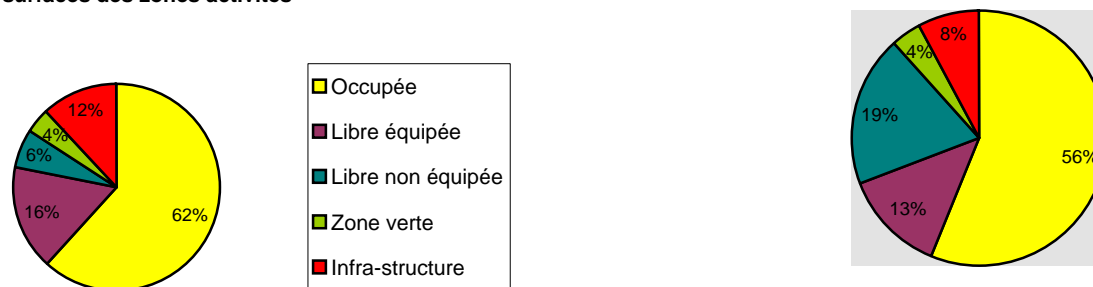 surfaces des zones activités
12%
4%
6%
16%
62%
Occupée
Libre équipée
Libre non équipée
Zone verte
Infra-structure
8%
4%
19%
13%
56%